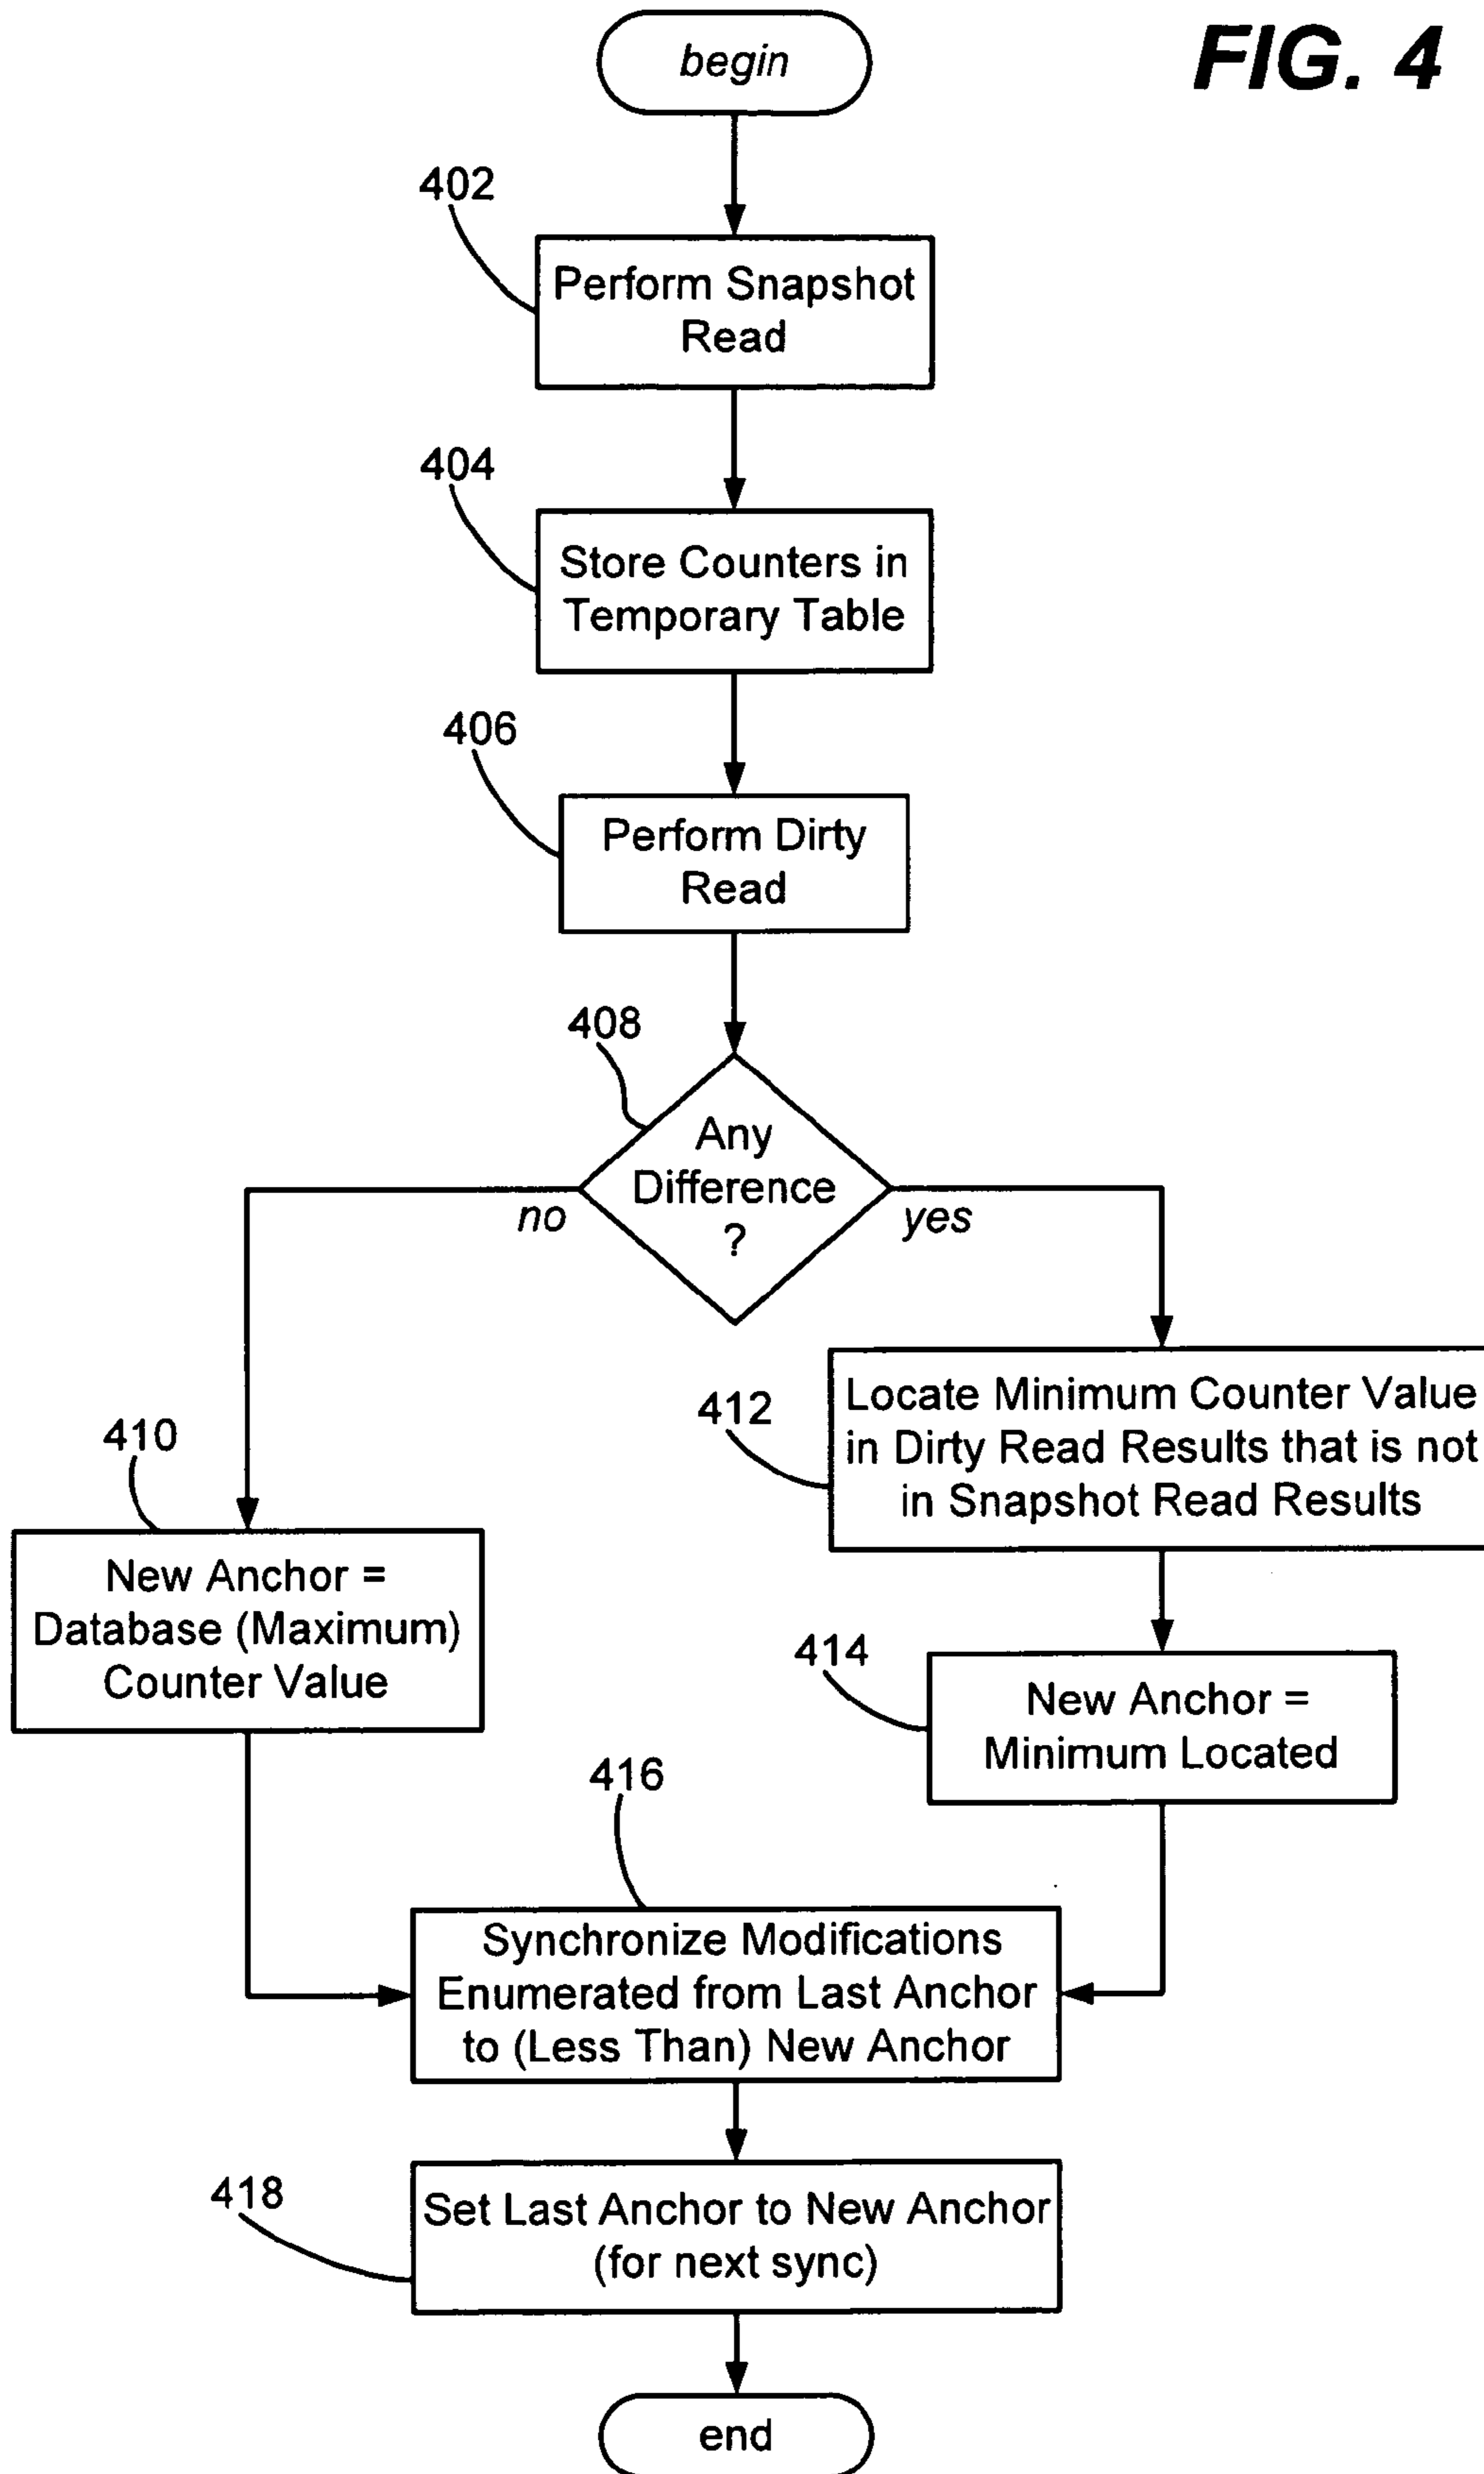 FIG. 4
begin
402
Perform Snapshot
Read
404
Store Counters in
Temporary Table
406
Perform Dirty
Read
408
Any
Difference
?
no
yes
412
Locate Minimum Counter Value
in Dirty Read Results that is not
in Snapshot Read Results
410
New Anchor =
Database (Maximum)
Counter Value
414
New Anchor =
Minimum Located
416
Synchronize Modifications
Enumerated from Last Anchor
to (Less Than) New Anchor
418
Set Last Anchor to New Anchor
(for next sync)
end